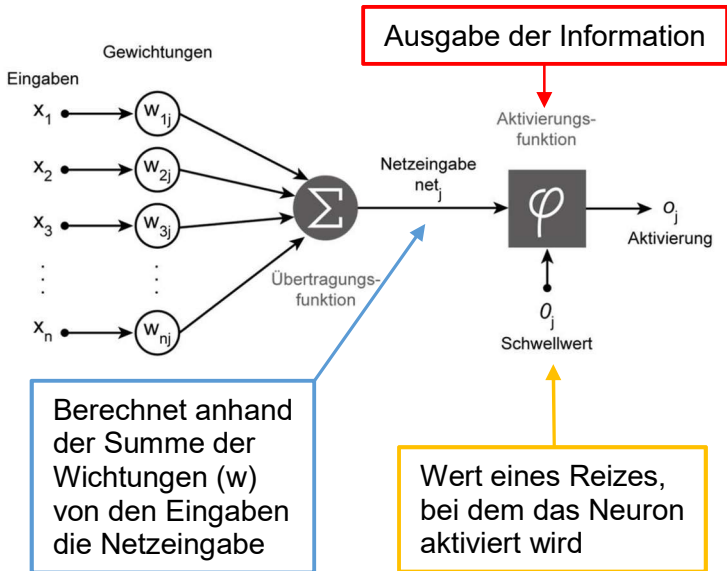 Ausgabe der Information
Gewichtungen
Eingaben
x1
w1j
x2
w2j
x3
w3j
xn
wnj
Σ
Übertragungs-
funktion
Netzeingabe
netj
Aktivierungs-
funktion
φ
oj
Aktivierung
0j
Schwellwert
Berechnet anhand
der Summe der
Wichtungen (w)
von den Eingaben
die Netzeingabe
Wert eines Reizes,
bei dem das Neuron
aktiviert wird